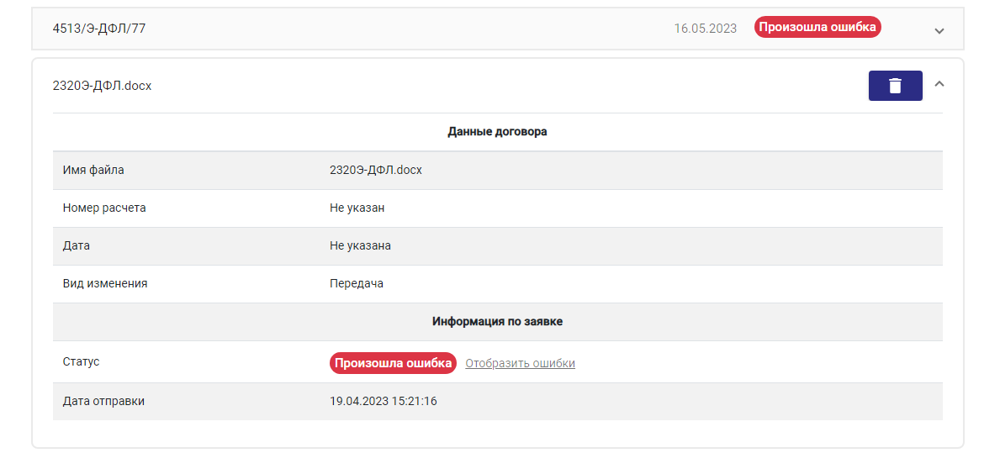 4513/Э-ДФЛ/77 16.05.2023 Произошла ошибка
2320Э-ДФЛ.docx
Данные договора
Имя файла 2320Э-ДФЛ.docx
Номер расчета Не указан
Дата Не указана
Вид изменения Передача
Информация по заявке
Статус Произошла ошибка Отобразить ошибки
Дата отправки 19.04.2023 15:21:16